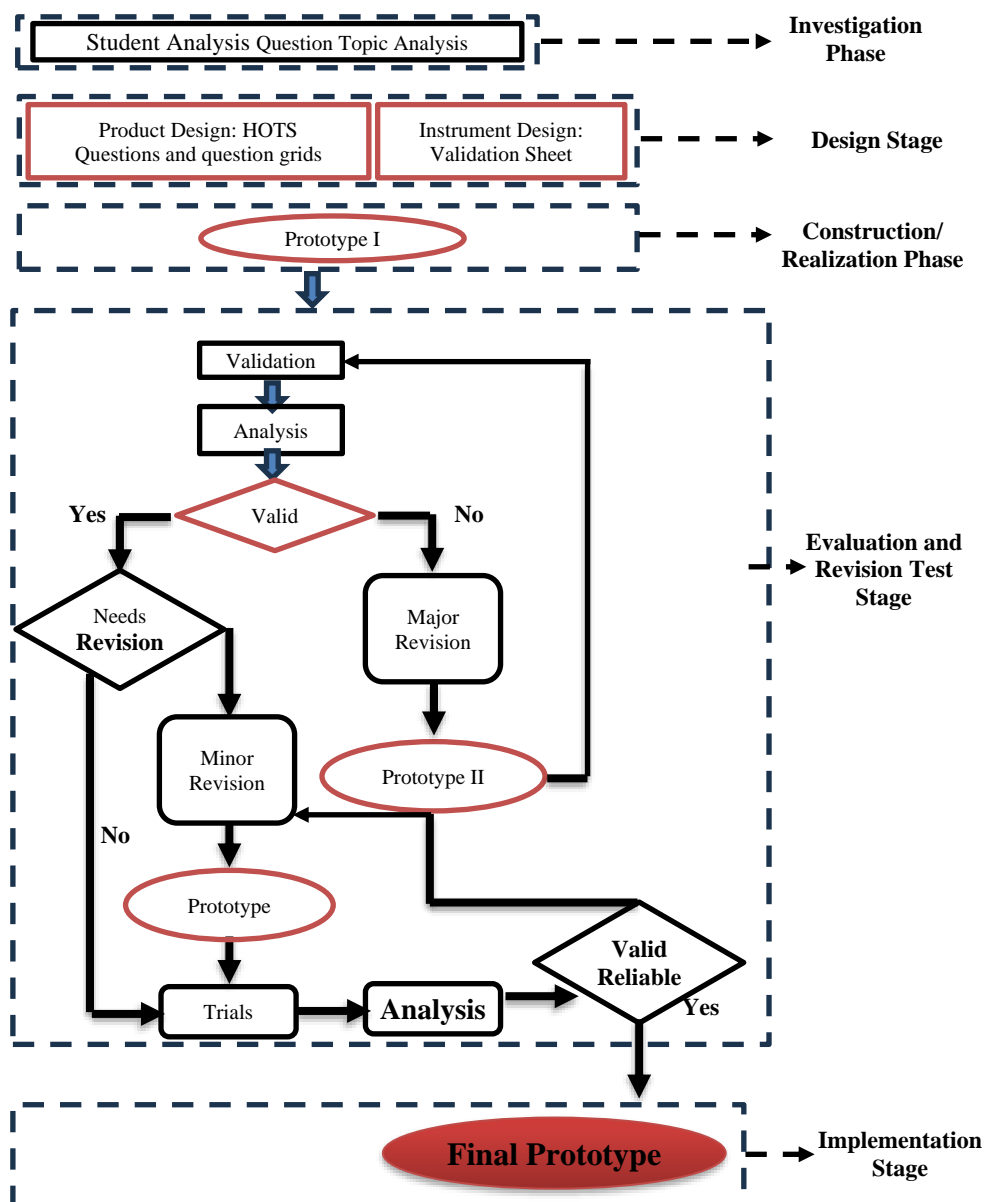 Student Analysis Question Topic Analysis
Investigation
Phase
Product Design: HOTS
Questions and question grids
Instrument Design:
Validation Sheet
Design Stage
Prototype I
Construction/
Realization Phase
Validation
Analysis
Valid
Yes
No
Needs
Revision
Major
Revision
Evaluation and
Revision Test
Stage
Minor
Revision
Prototype II
No
Prototype
Valid
Reliable
Yes
Trials
Analysis
Final Prototype
Implementation
Stage